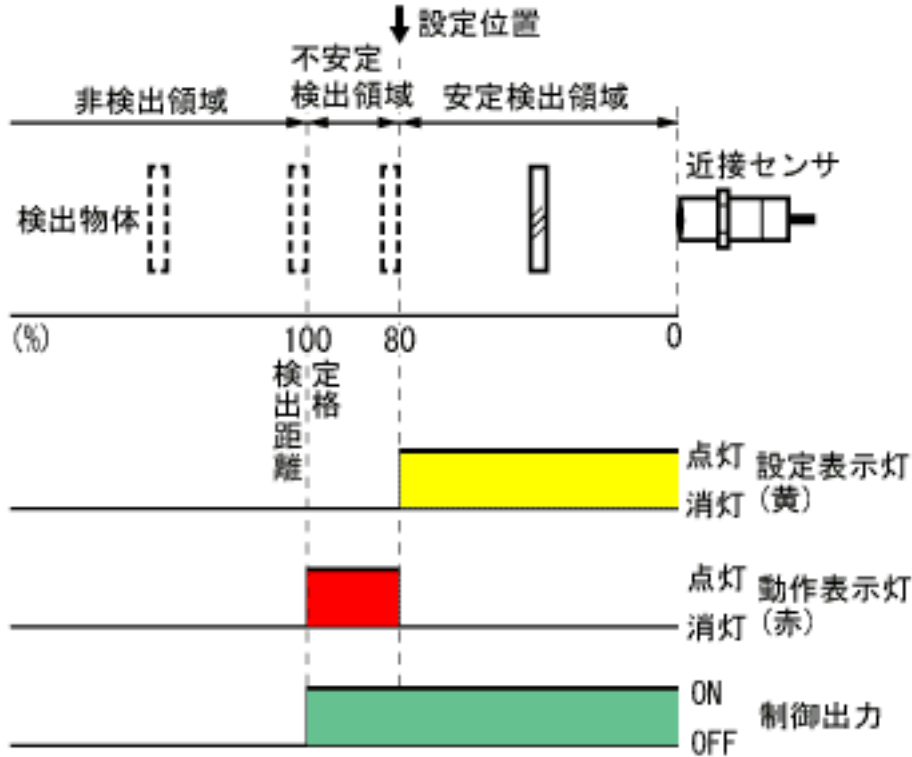 設定位置
不安定
検出領域
非検出領域
安定検出領域
近接センサ
検出物体
(%)
100
80
0
定格
検出距離
点灯
消灯
設定表示灯
(黄)
点灯
消灯
動作表示灯
(赤)
ON
OFF
制御出力